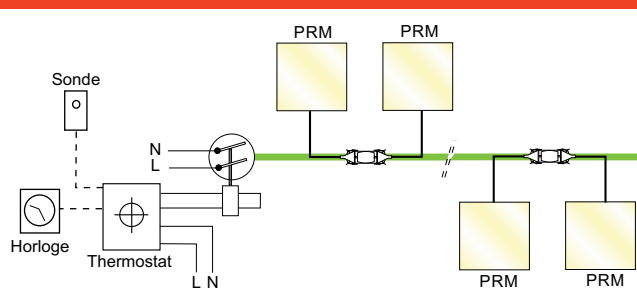 PRM
PRM
Sonde
N
L
Horloge
Thermostat
L N
PRM
PRM